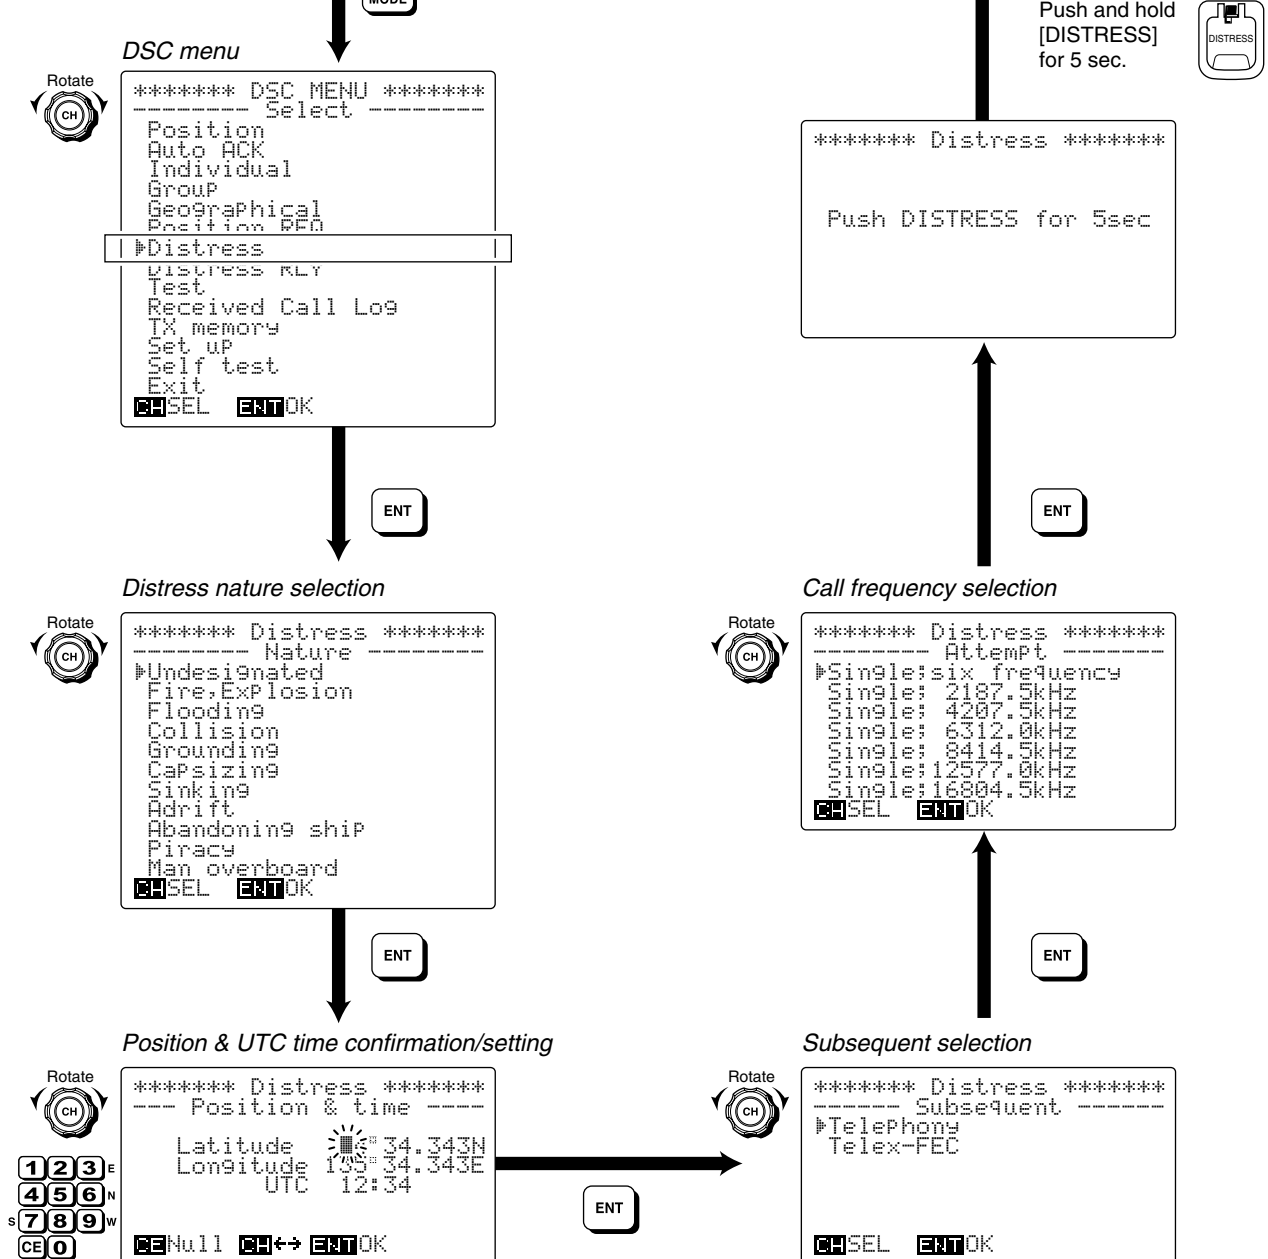 MODE
DSC menu
Rotate
CH
******* DSC MENU *******
-------- Select --------
Position
Auto ACK
Individual
Group
Geographical
Position REQ
Distress
Distress RLY
Test
Received Call Log
TX memory
Set up
Self test
Exit
CH SEL ENT OK
ENT
Distress nature selection
Rotate
CH
******* Distress *******
-------- Nature --------
Undesignated
Fire,Explosion
Flooding
Collision
Grounding
Capsizing
Sinking
Adrift
Abandoning ship
Piracy
Man overboard
CH SEL ENT OK
ENT
Position & UTC time confirmation/setting
Rotate
CH
1 2 3 E
4 5 6 N
S 7 8 9 W
CE 0
******* Distress *******
--- Position & time ----
Latitude °34.343N
Longitude 135°34.343E
UTC 12:34
CE Null CH ↔ ENT OK
ENT
Subsequent selection
Rotate
CH
******* Distress *******
------ Subsequent ------
Telephony
Telex-FEC
CH SEL ENT OK
ENT
Call frequency selection
Rotate
CH
******* Distress *******
-------- Attempt -------
Single;six frequency
Single; 2187.5kHz
Single; 4207.5kHz
Single; 6312.0kHz
Single; 8414.5kHz
Single;12577.0kHz
Single;16804.5kHz
CH SEL ENT OK
ENT
******* Distress *******
Push DISTRESS for 5sec
Push and hold
[DISTRESS]
for 5 sec.
DISTRESS